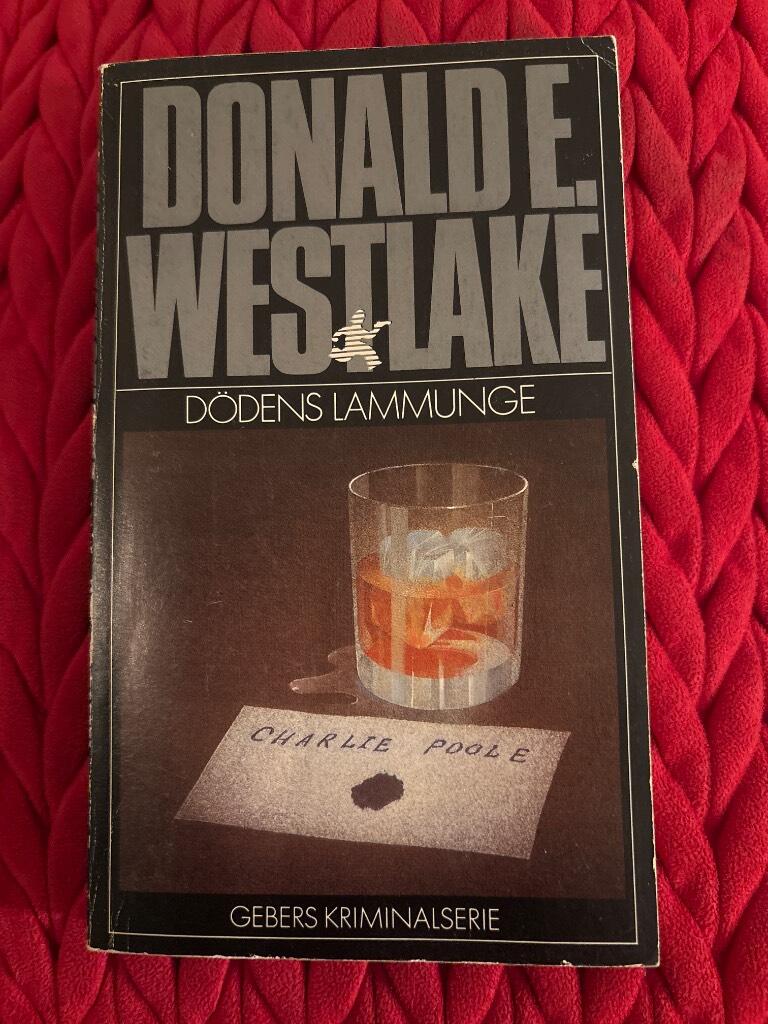 DONALD E.
WESTLAKE
DÖDENS LAMMUNGE
CHARLIE POOLE
GEBERS KRIMINALSERIE